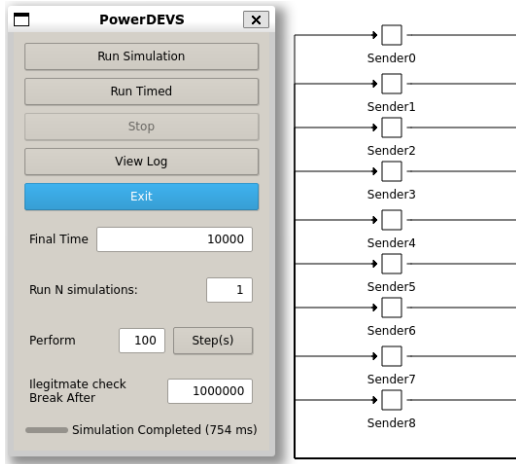 PowerDEVS
Run Simulation
Run Timed
Stop
View Log
Exit
Final Time 10000
Run N simulations: 1
Perform 100 Step(s)
Ilegitmate check
Break After 1000000
Simulation Completed (754 ms)
Sender0
Sender1
Sender2
Sender3
Sender4
Sender5
Sender6
Sender7
Sender8